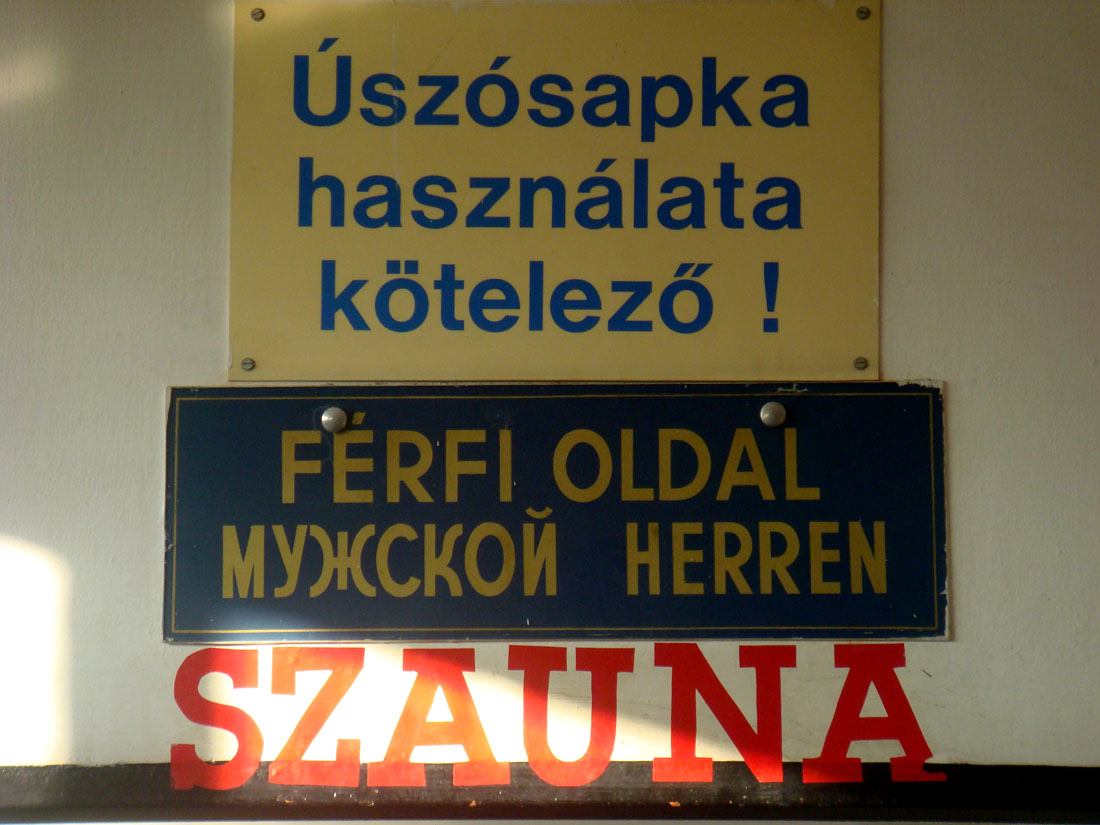 Úszósapka
használata
kötelező !
FÉRFI OLDAL
МУЖСКОЙ HERREN
SZAUNA